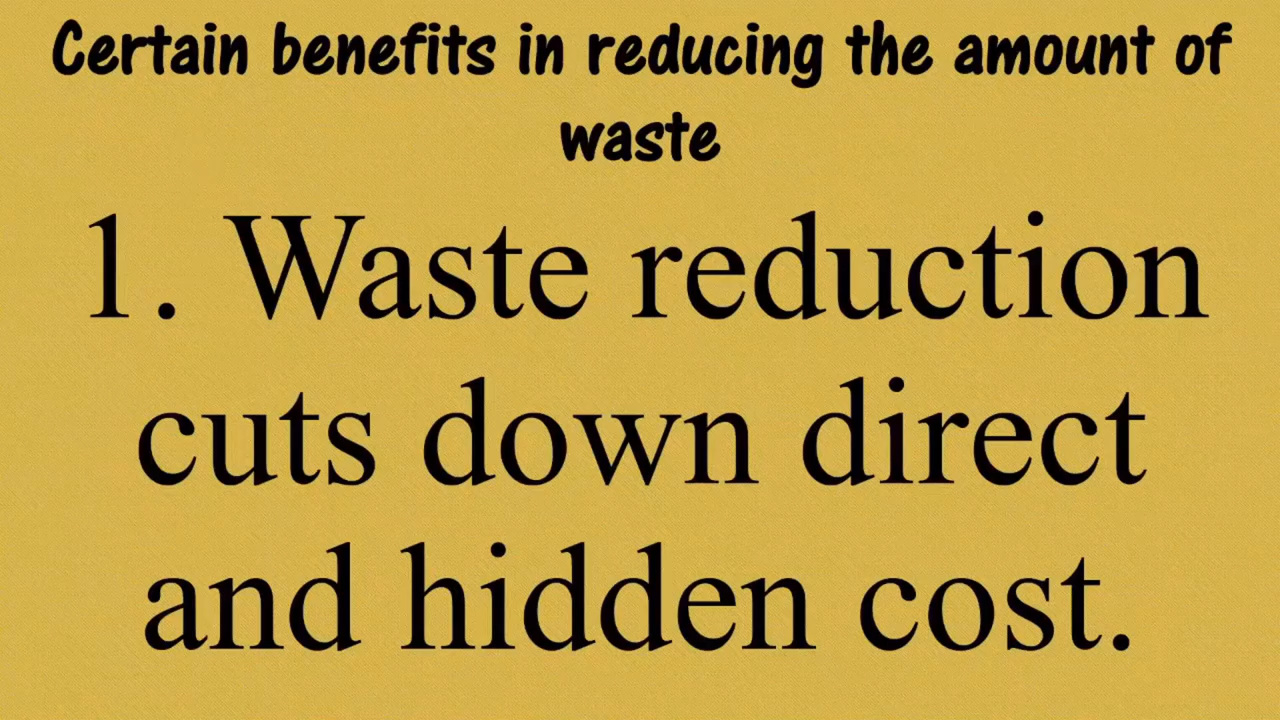 Certain benefits in reducing the amount of
waste
1. Waste reduction
cuts down direct
and hidden cost.